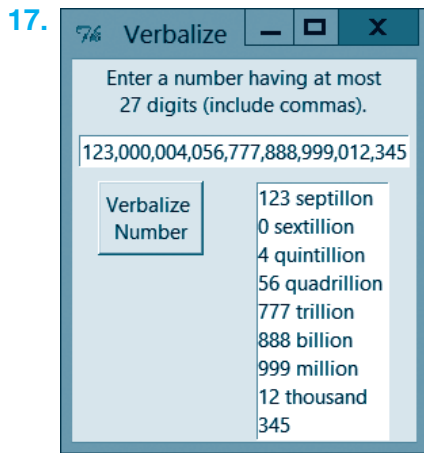 17.
Verbalize
Enter a number having at most
27 digits (include commas).
123,000,004,056,777,888,999,012,345
Verbalize
Number
123 septillon
0 sextillion
4 quintillion
56 quadrillion
777 trillion
888 billion
999 million
12 thousand
345